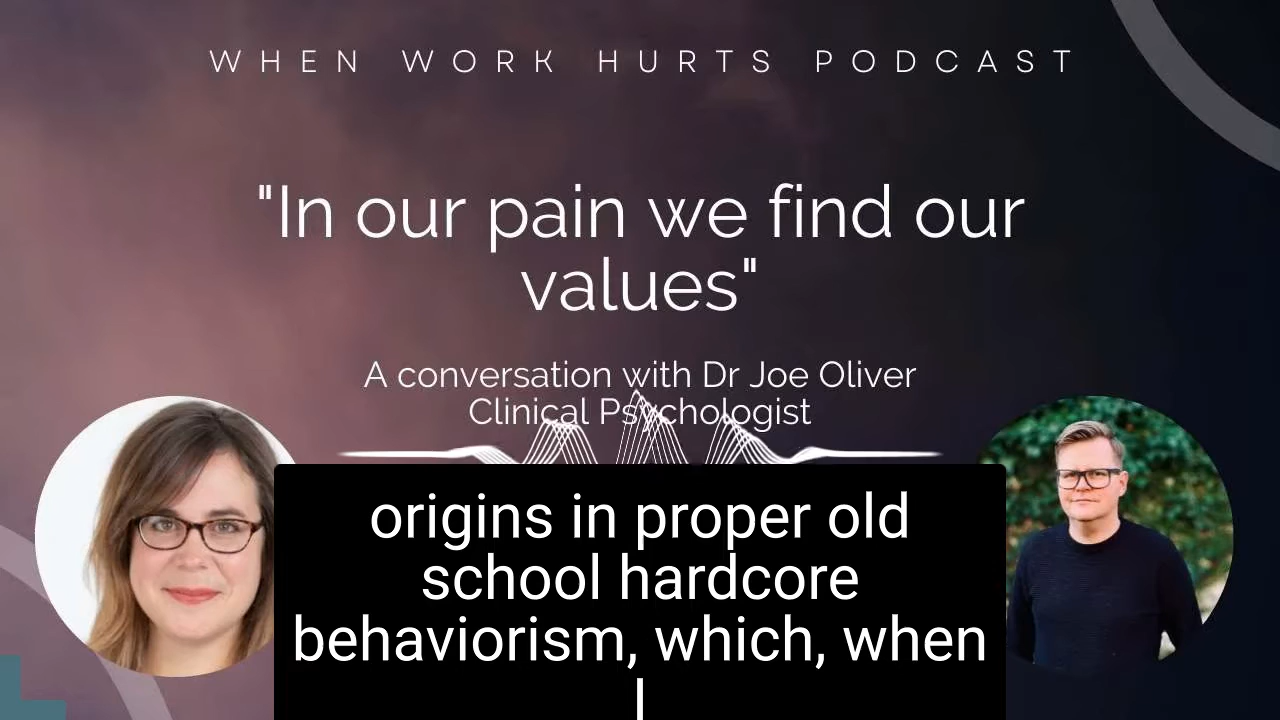 WHEN WORK HURTS PODCAST
"In our pain we find our
values"
A conversation with Dr Joe Oliver
Clinical Psychologist
origins in proper old
school hardcore
behaviorism, which, when
I